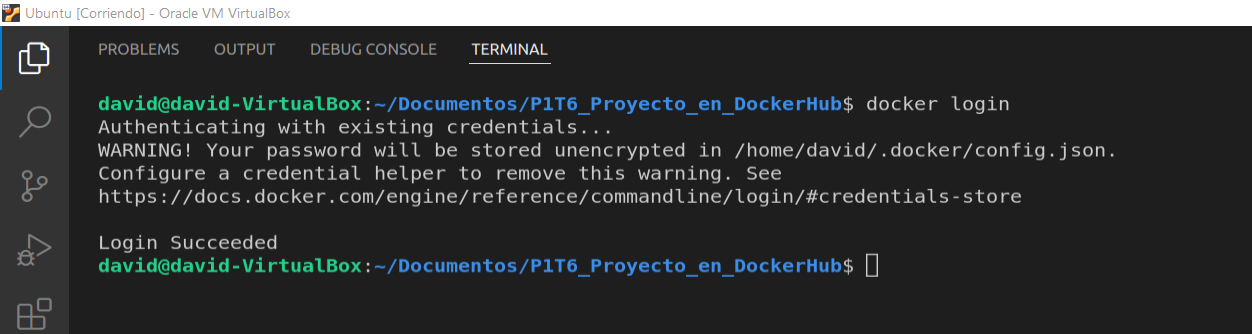 Ubuntu [Corriendo] - Oracle VM VirtualBox
PROBLEMS OUTPUT DEBUG CONSOLE TERMINAL
david@david-VirtualBox:~/Documentos/P1T6_Proyecto_en_DockerHub$ docker login
Authenticating with existing credentials...
WARNING! Your password will be stored unencrypted in /home/david/.docker/config.json.
Configure a credential helper to remove this warning. See
https://docs.docker.com/engine/reference/commandline/login/#credentials-store
Login Succeeded
david@david-VirtualBox:~/Documentos/P1T6_Proyecto_en_DockerHub$